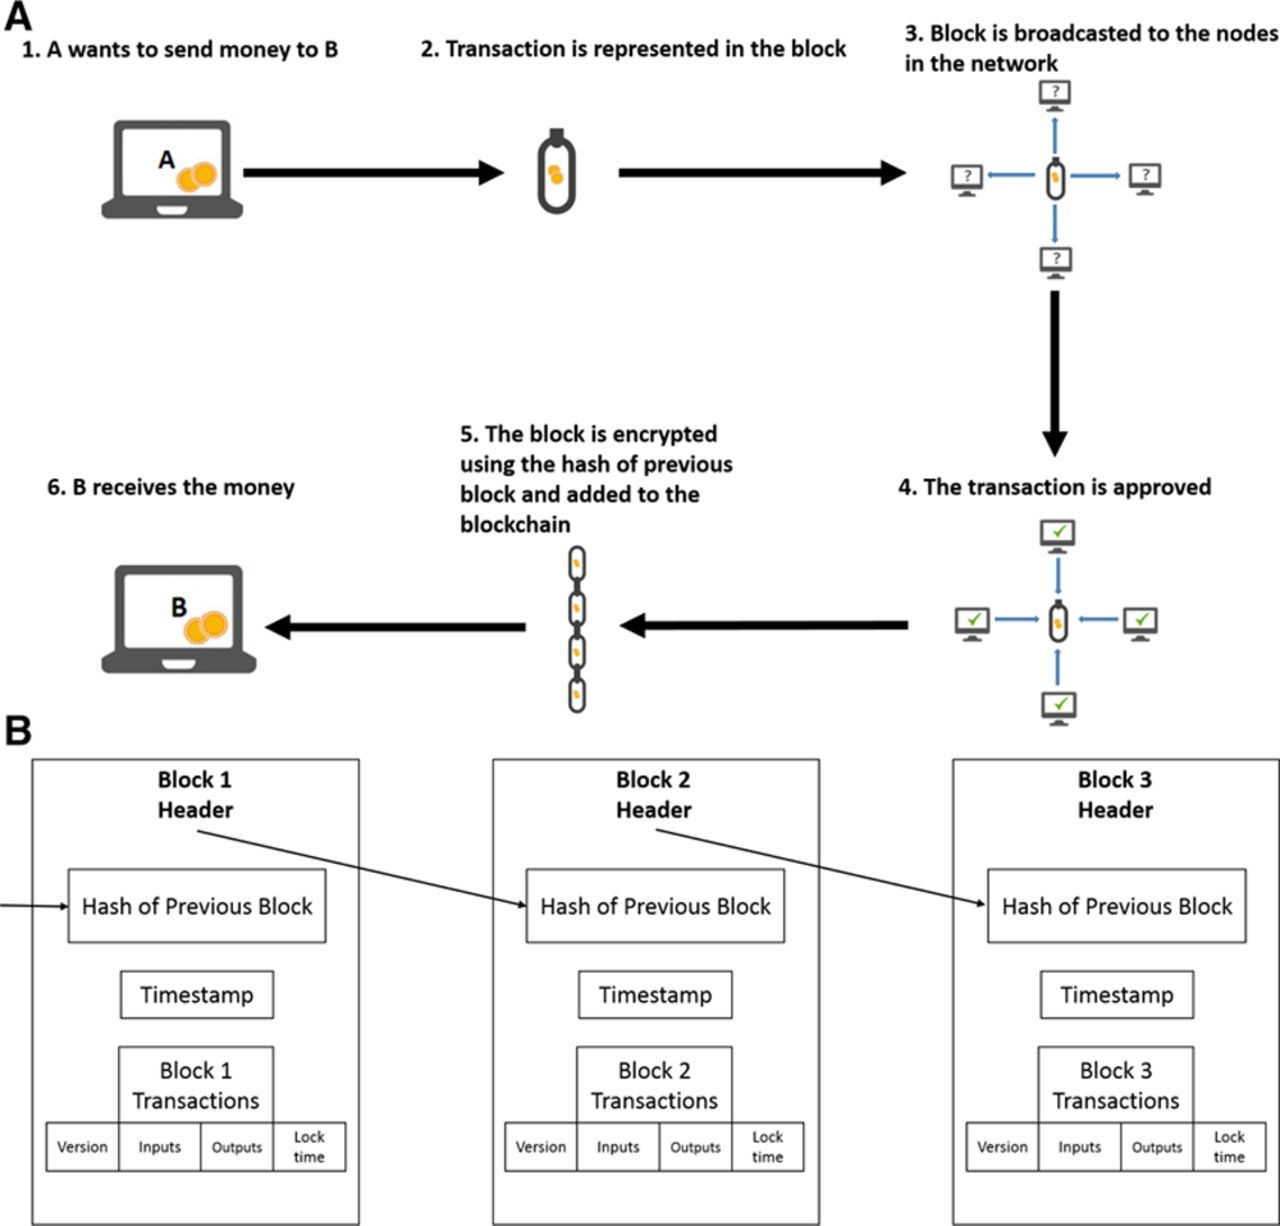 A
1. A wants to send money to B
2. Transaction is represented in the block
3. Block is broadcasted to the nodes
in the network
A
?
?
?
?
5. The block is encrypted
using the hash of previous
block and added to the
blockchain
6. B receives the money
4. The transaction is approved
B
B
Block 1
Header
Hash of Previous Block
Timestamp
Block 1
Transactions
Version
Inputs
Outputs
Lock
time
Block 2
Header
Hash of Previous Block
Timestamp
Block 2
Transactions
Version
Inputs
Outputs
Lock
time
Block 3
Header
Hash of Previous Block
Timestamp
Block 3
Transactions
Version
Inputs
Outputs
Lock
time